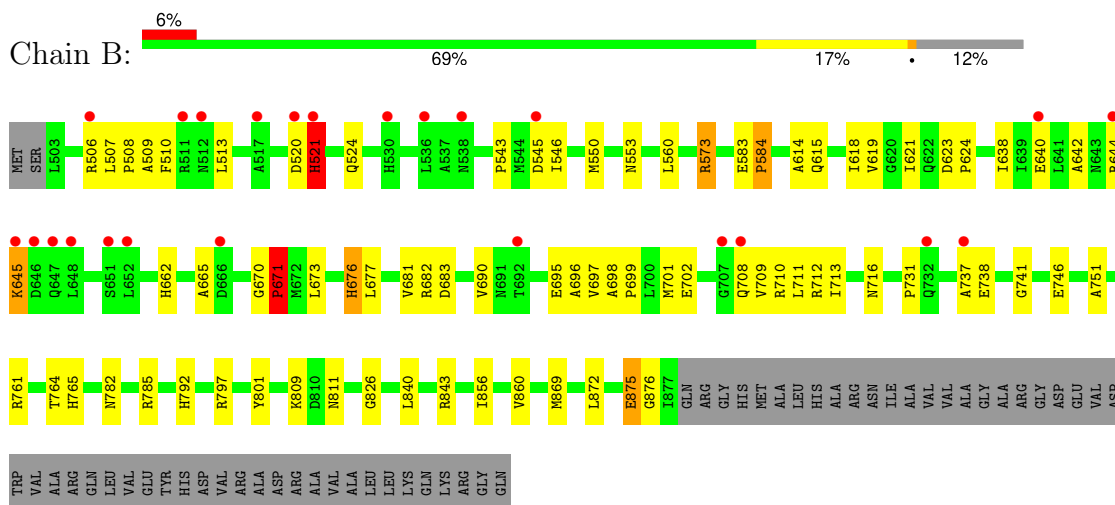 6%
Chain B:
69% 17% • 12%
MET SER L503 R506 L507 P508 A509 F510 R511 N512 L513 A517 D520 H521 Q524 H530 L536 A537 N538 P543 M544 D545 I546 M550 N553 L560 R573 E583 P584 A614 Q615 I618 V619 G620 I621 Q622 D623 P624 I638 I639 E640 L641 A642 N643
K645 D646 Q647 L648 S651 L652 H662 A665 D666 G670 P671 M672 L673 H676 L677 V681 R682 D683 V690 N691 T692 E695 A696 V697 A698 P699 L700 M701 E702 G707 Q708 V709 R710 L711 R712 I713 N716 P731 Q732 A737 E738 G741 E746 A751
R761 T764 H765 N782 R785 H792 R797 Y801 K809 D810 N811 G826 L840 R843 I856 V860 M869 L872 E875 G876 I877 GLN ARG GLY HIS MET ALA LEU HIS ALA ARG ASN ILE ALA VAL VAL ALA GLY ALA ARG GLY ASP GLU VAL ASP
TRP VAL ALA ARG GLN LEU VAL GLU TYR HIS ASP VAL ARG ALA ASP ARG ALA VAL ALA LEU LEU LYS GLN LYS ARG GLY GLN